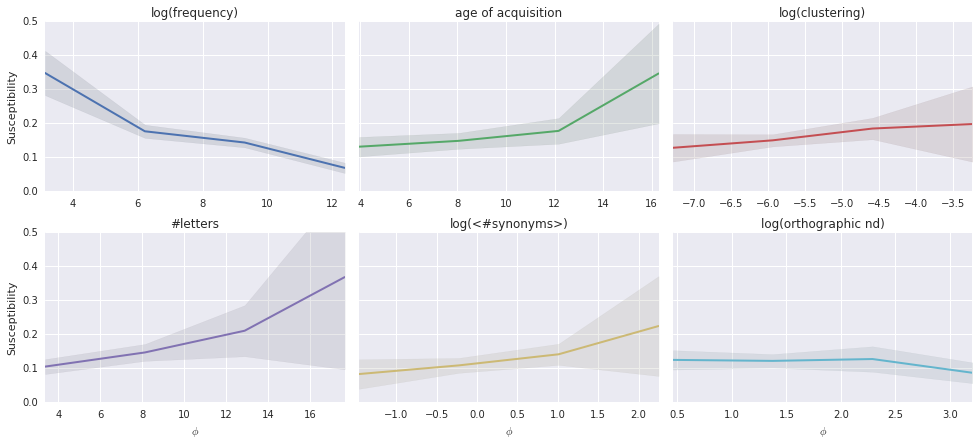 log(frequency) age of acquisition log(clustering)
0.5
0.4
0.3
0.2
0.1
0.0
Susceptibility
4 6 8 10 12 4 6 8 10 12 14 16 −7.0 −6.5 −6.0 −5.5 −5.0 −4.5 −4.0 −3.5
#letters log(<#synonyms>) log(orthographic nd)
0.5
0.4
0.3
0.2
0.1
0.0
Susceptibility
4 6 8 10 12 14 16 −1.0 −0.5 0.0 0.5 1.0 1.5 2.0 0.5 1.0 1.5 2.0 2.5 3.0
ϕ ϕ ϕ